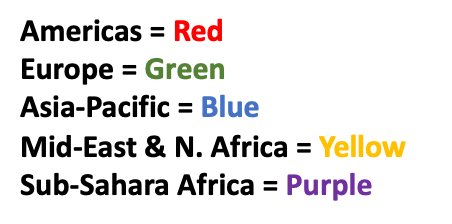 Americas = Red
Europe = Green
Asia-Pacific = Blue
Mid-East & N. Africa = Yellow
Sub-Sahara Africa = Purple